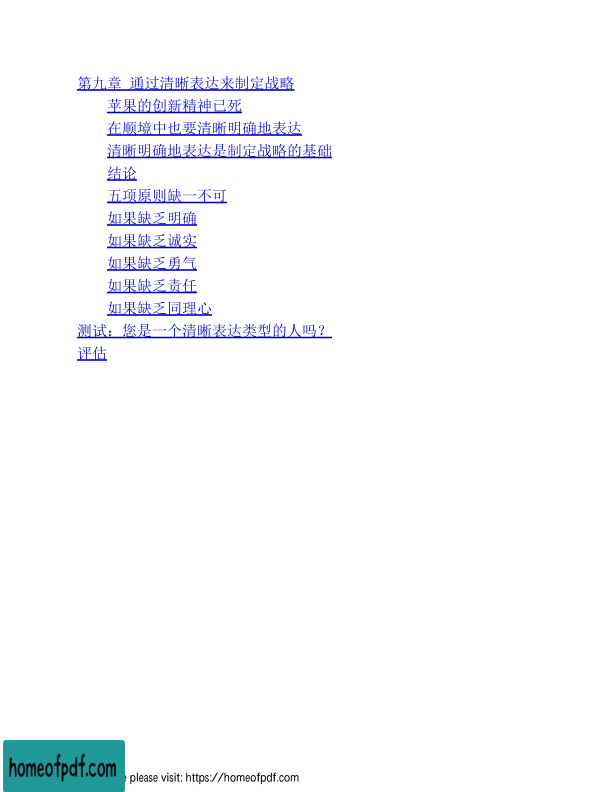 第九章 通过清晰表达来制定战略
苹果的创新精神已死
在顺境中也要清晰明确地表达
清晰明确地表达是制定战略的基础
结论
五项原则缺一不可
如果缺乏明确
如果缺乏诚实
如果缺乏勇气
如果缺乏责任
如果缺乏同理心
测试：您是一个清晰表达类型的人吗？
评估
homeofpdf.com
please visit: https://homeofpdf.com